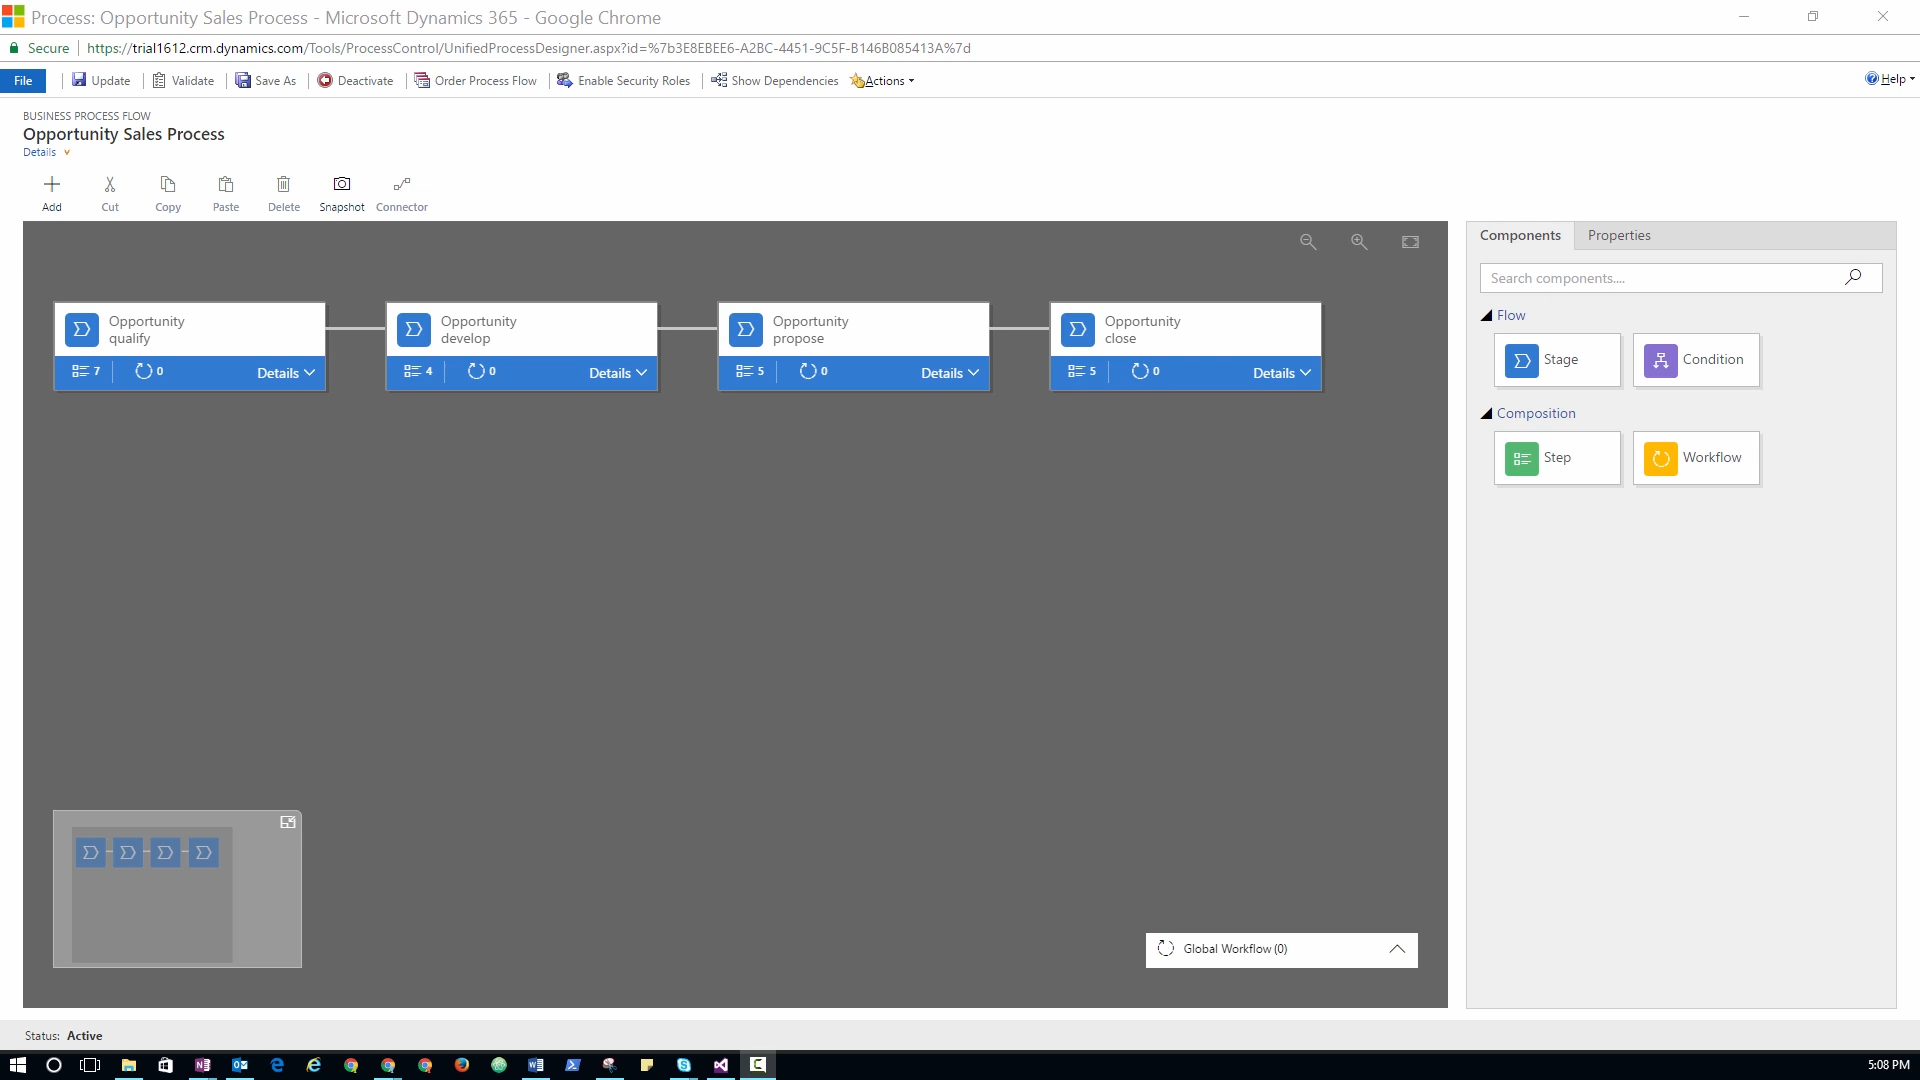 Process: Opportunity Sales Process - Microsoft Dynamics 365 - Google Chrome
Secure https://trial1612.crm.dynamics.com/Tools/ProcessControl/UnifiedProcessDesigner.aspx?id=%7b3E8EBEE6-A2BC-4451-9C5F-B146B085413A%7d
File Update Validate Save As Deactivate Order Process Flow Enable Security Roles Show Dependencies Actions Help
BUSINESS PROCESS FLOW
Opportunity Sales Process
Details
Add Cut Copy Paste Delete Snapshot Connector
Opportunity
qualify
7 0 Details
Opportunity
develop
4 0 Details
Opportunity
propose
5 0 Details
Opportunity
close
5 0 Details
Global Workflow (0)
Components Properties
Search components....
Flow
Stage Condition
Composition
Step Workflow
Status: Active
5:08 PM